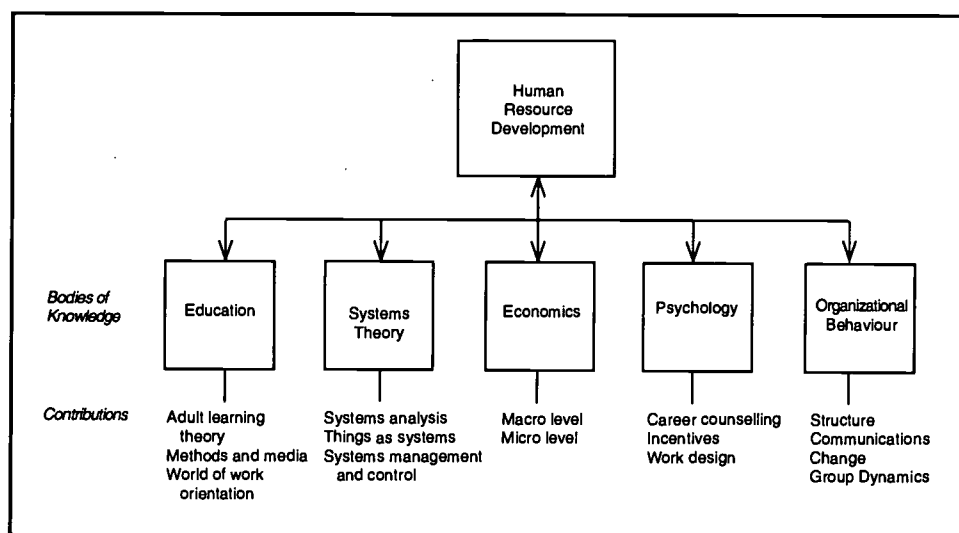 Human
Resource
Development
Bodies of
Knowledge
Education
Systems
Theory
Economics
Psychology
Organizational
Behaviour
Contributions
Adult learning
theory
Methods and media
World of work
orientation
Systems analysis
Things as systems
Systems management
and control
Macro level
Micro level
Career counselling
Incentives
Work design
Structure
Communications
Change
Group Dynamics